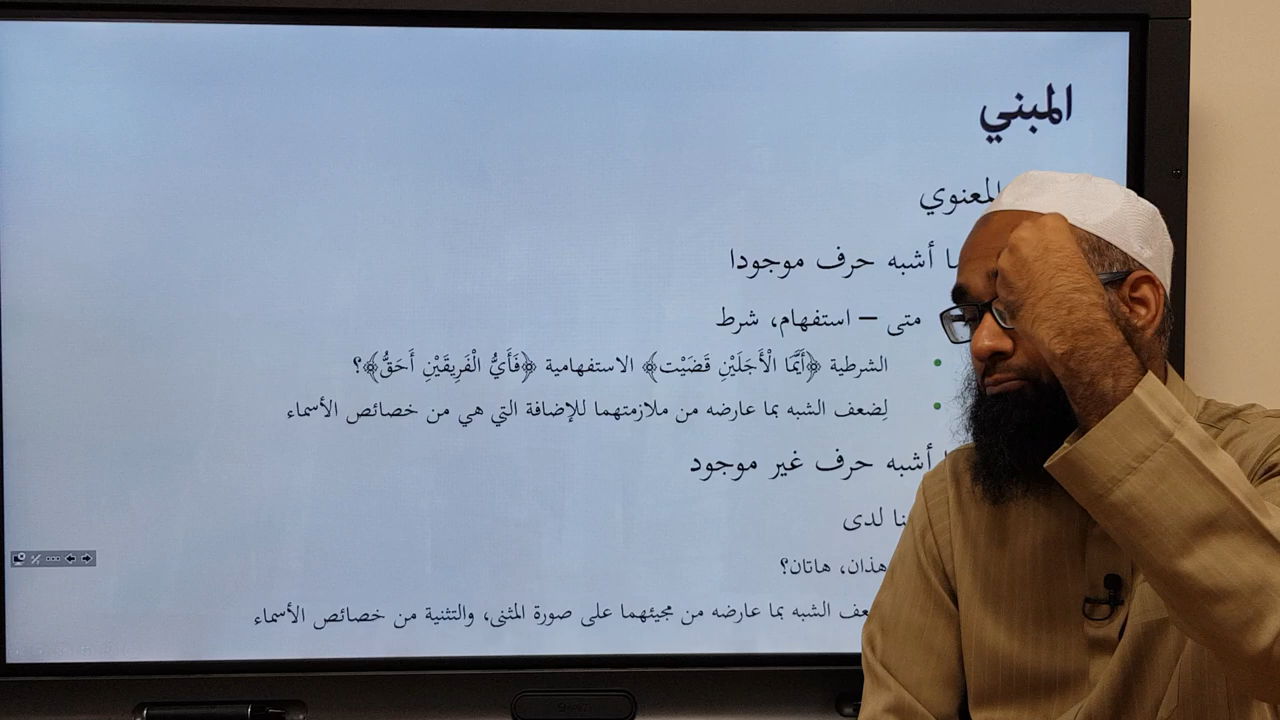 المبني
المعنوي
أشبه حرف موجودا
متى – استفهام، شرط
الشرطية ﴿أَيَّمَا الْأَجَلَيْنِ قَضَيْت﴾ الاستفهامية ﴿فَأَيُّ الْفَرِيقَيْنِ أَحَقُّ﴾؟
لِضعف الشبه بما عارضه من ملازمتهما للإضافة التي هي من خصائص الأسماء
أشبه حرف غير موجود
لدى
هذان، هاتان؟
الشبه بما عارضه من مجيئهما على صورة المثنى، والتثنية من خصائص الأسماء